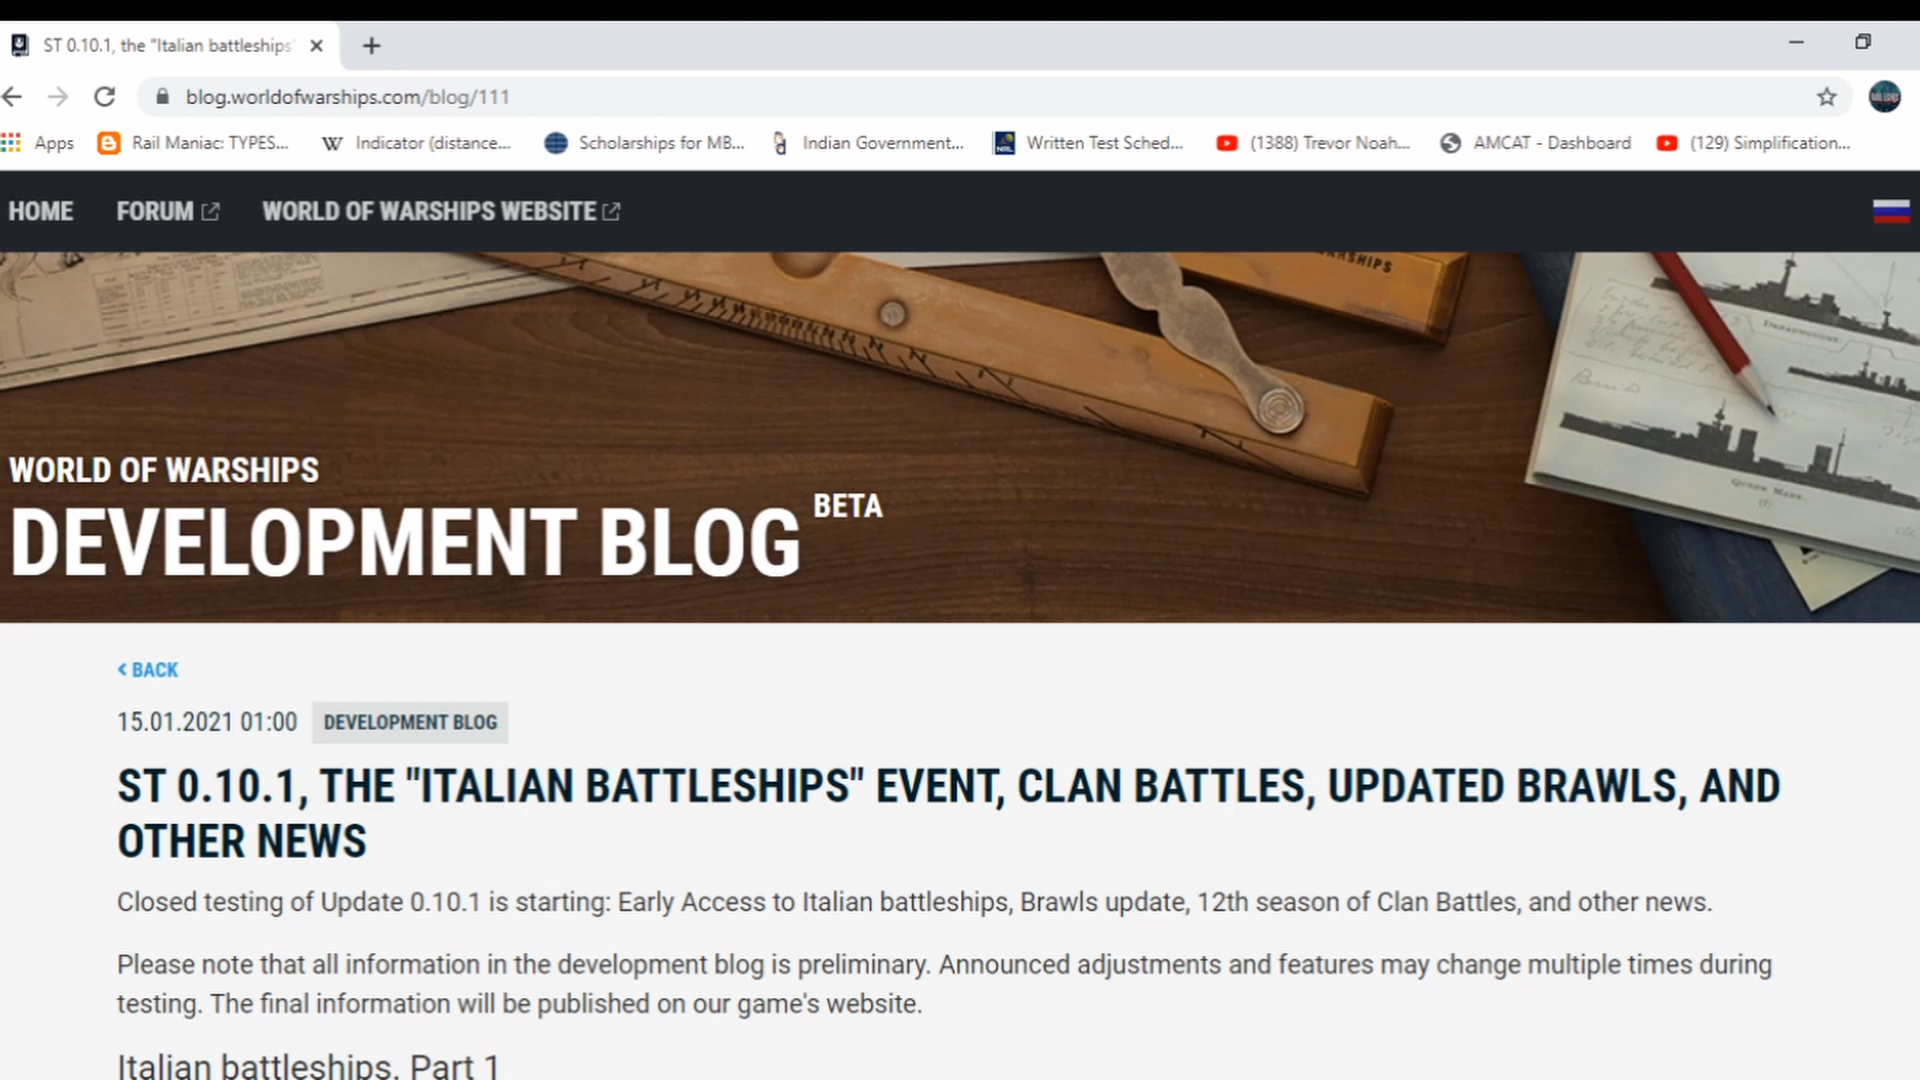 ST 0.10.1, the "Italian battleships"
blog.worldofwarships.com/blog/111
Apps
Rail Maniac: TYPES...
Indicator (distance...
Scholarships for MB...
Indian Government...
Written Test Sched...
(1388) Trevor Noah...
AMCAT - Dashboard
(129) Simplification...
HOME FORUM WORLD OF WARSHIPS WEBSITE
WARSHIPS
DREADNOUGHT.
QUEEN MARY.
WORLD OF WARSHIPS
DEVELOPMENT BLOG BETA
BACK
15.01.2021 01:00 DEVELOPMENT BLOG
ST 0.10.1, THE "ITALIAN BATTLESHIPS" EVENT, CLAN BATTLES, UPDATED BRAWLS, AND
OTHER NEWS
Closed testing of Update 0.10.1 is starting: Early Access to Italian battleships, Brawls update, 12th season of Clan Battles, and other news.
Please note that all information in the development blog is preliminary. Announced adjustments and features may change multiple times during
testing. The final information will be published on our game's website.
Italian battleships. Part 1